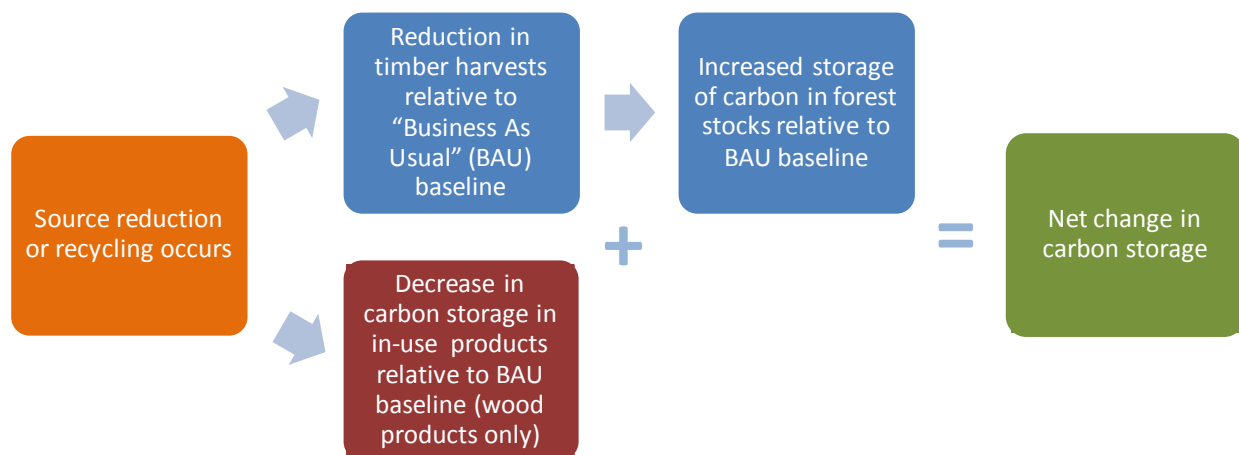 Source reduction
or recycling occurs
Reduction in
timber harvests
relative to
“Business As
Usual” (BAU)
baseline
Increased storage
of carbon in forest
stocks relative to
BAU baseline
+
Decrease in
carbon storage in
in-use products
relative to BAU
baseline (wood
products only)
=
Net change in
carbon storage